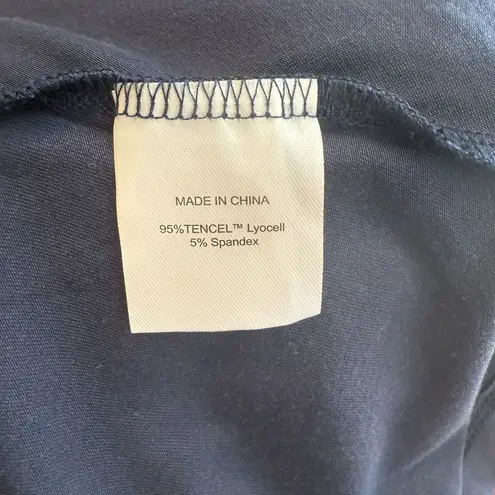 MADE IN CHINA
95%TENCEL™ Lyocell
5% Spandex